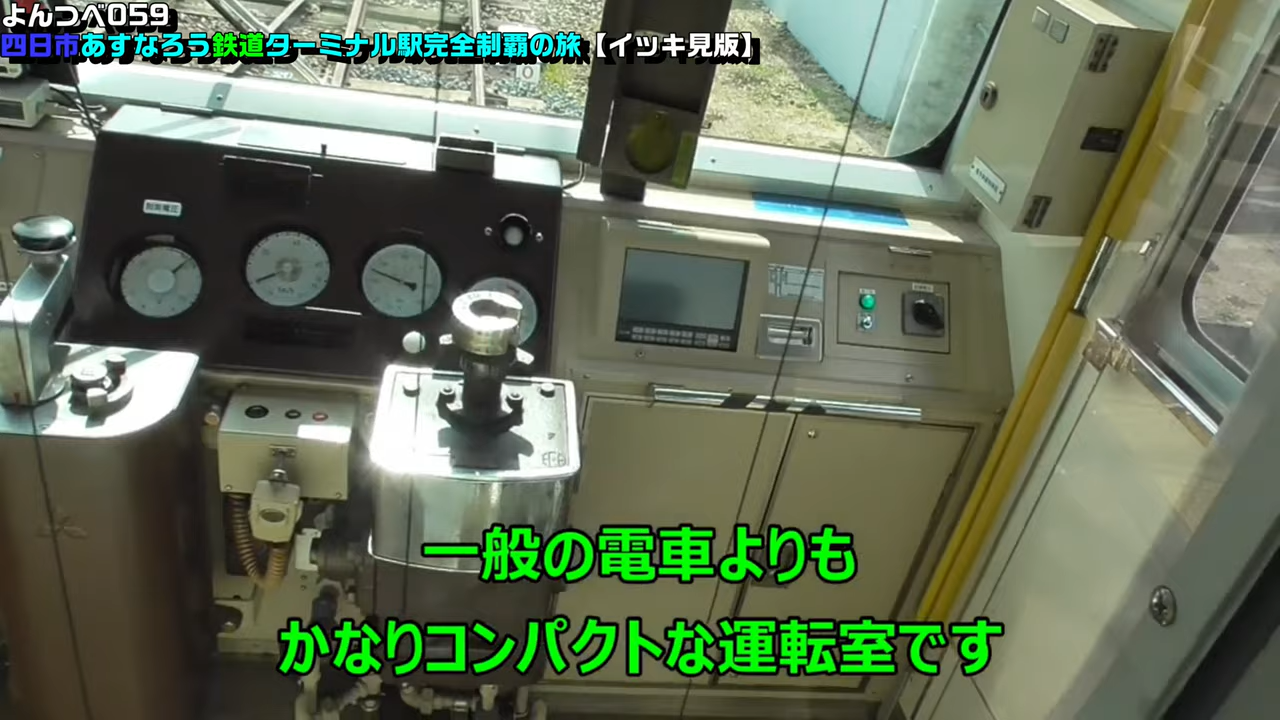 よんつべ059
四日市あすなろう鉄道ターミナル駅完全制覇の旅【イツキ見版】
一般の電車よりも
かなりコンパクトな運転室です